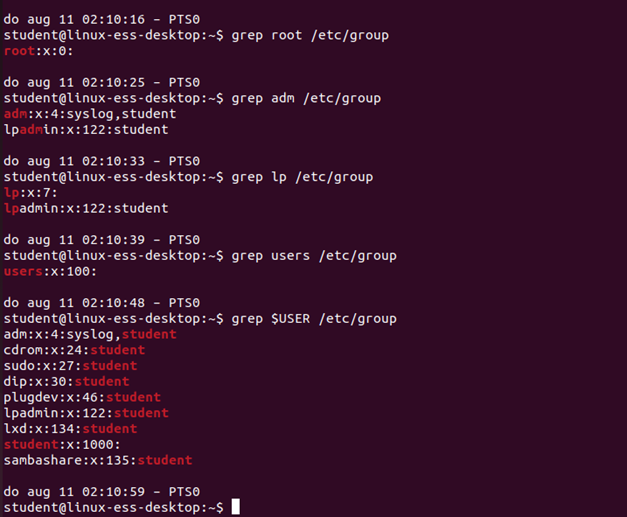 do aug 11 02:10:16 – PTS0
student@linux-ess-desktop:~$ grep root /etc/group
root:x:0:
do aug 11 02:10:25 – PTS0
student@linux-ess-desktop:~$ grep adm /etc/group
adm:x:4:syslog,student
lpadmin:x:122:student
do aug 11 02:10:33 – PTS0
student@linux-ess-desktop:~$ grep lp /etc/group
lp:x:7:
lpadmin:x:122:student
do aug 11 02:10:39 – PTS0
student@linux-ess-desktop:~$ grep users /etc/group
users:x:100:
do aug 11 02:10:48 – PTS0
student@linux-ess-desktop:~$ grep $USER /etc/group
adm:x:4:syslog,student
cdrom:x:24:student
sudo:x:27:student
dip:x:30:student
plugdev:x:46:student
lpadmin:x:122:student
lxd:x:134:student
student:x:1000:
sambashare:x:135:student
do aug 11 02:10:59 – PTS0
student@linux-ess-desktop:~$